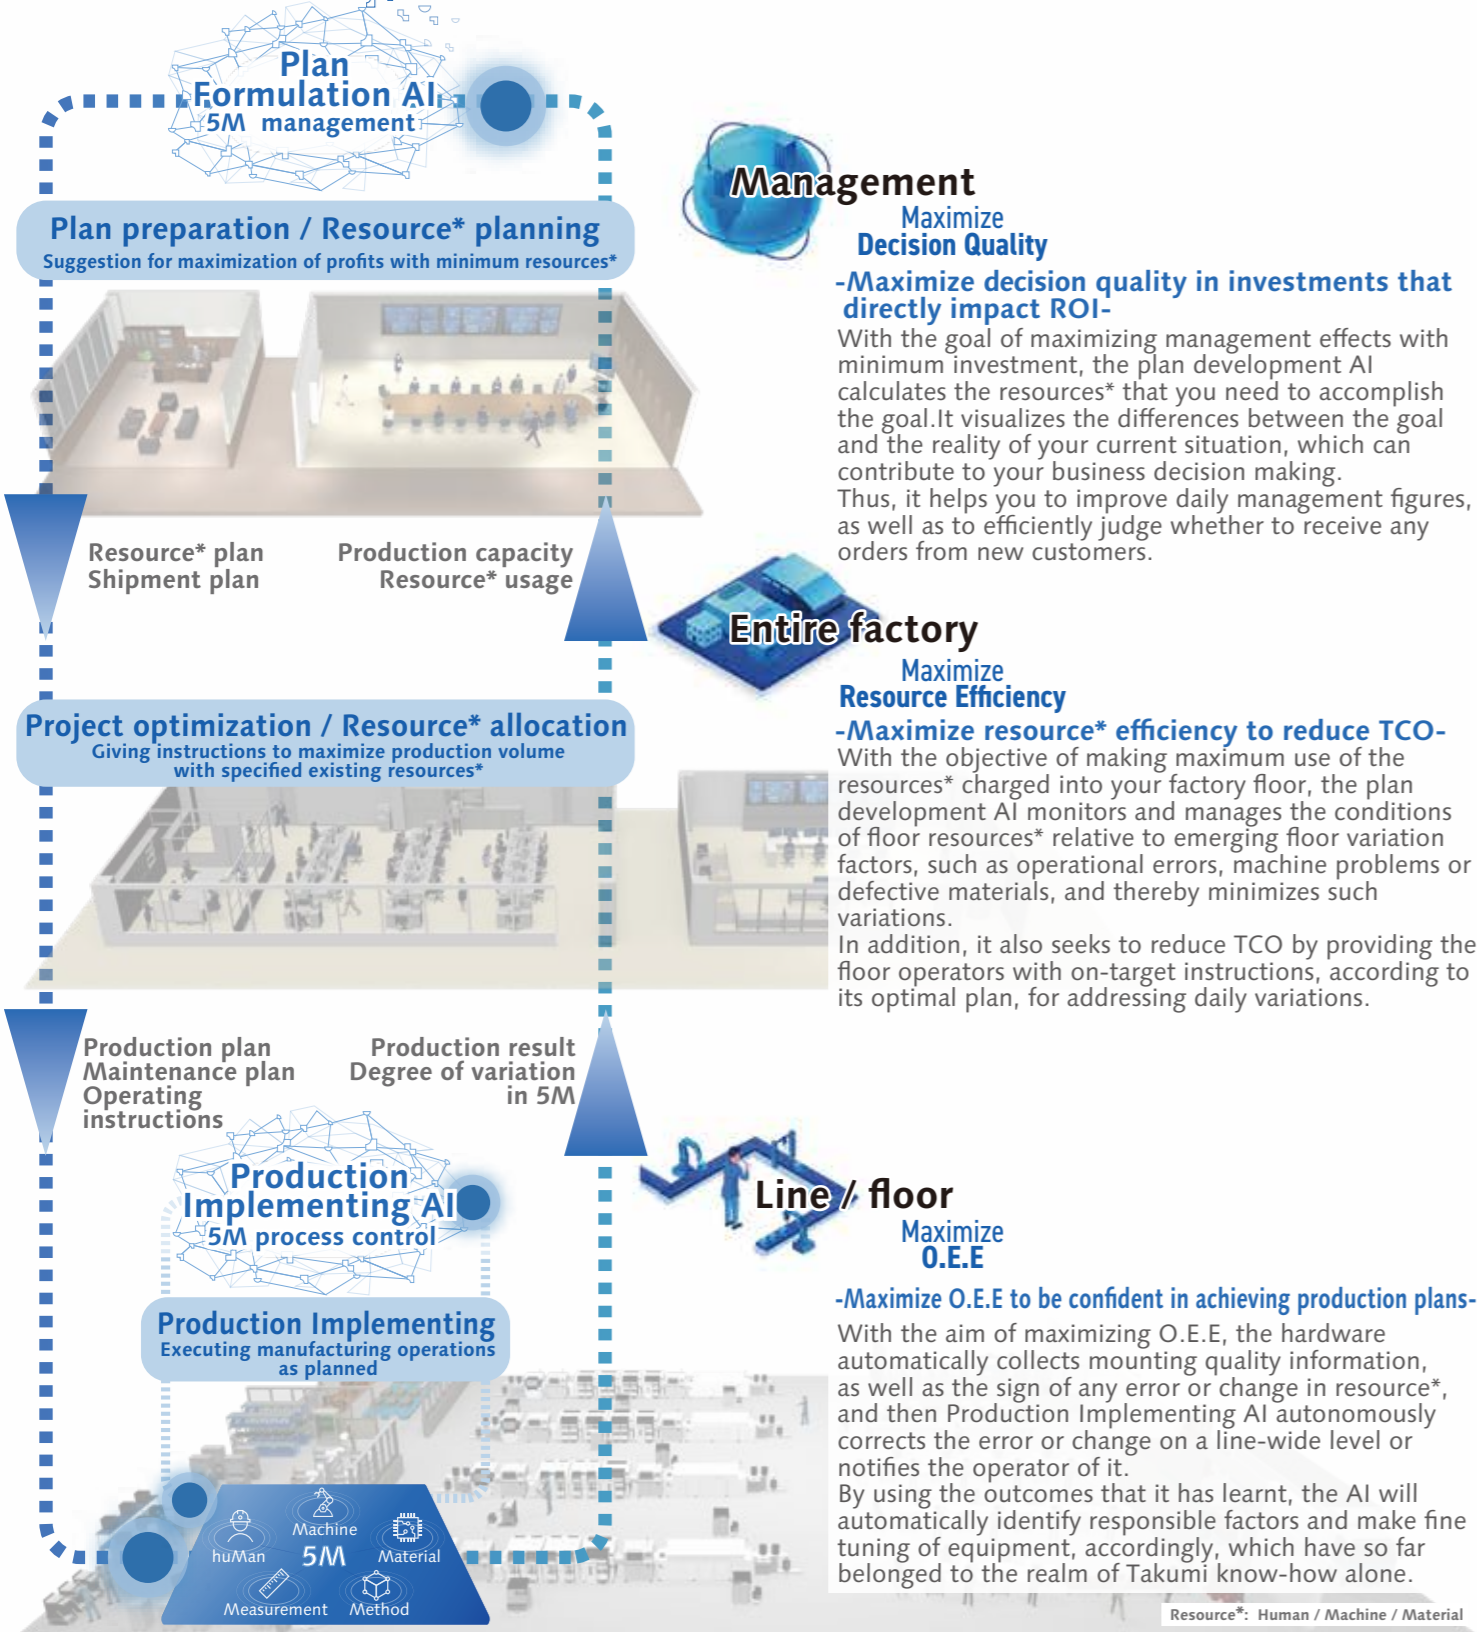 Plan
Formulation AI
5M management
Plan preparation / Resource* planning
Suggestion for maximization of profits with minimum resources*
Resource* plan
Shipment plan
Production capacity
Resource* usage
Project optimization / Resource* allocation
Giving instructions to maximize production volume
with specified existing resources*
Production plan
Maintenance plan
Operating
instructions
Production result
Degree of variation
in 5M
Production
Implementing AI
5M process control
Production Implementing
Executing manufacturing operations
as planned
huMan
Machine
5M
Material
Measurement
Method
Management
Maximize
Decision Quality
-Maximize decision quality in investments that
directly impact ROI-
With the goal of maximizing management effects with
minimum investment, the plan development AI
calculates the resources* that you need to accomplish
the goal.It visualizes the differences between the goal
and the reality of your current situation, which can
contribute to your business decision making.
Thus, it helps you to improve daily management figures,
as well as to efficiently judge whether to receive any
orders from new customers.
Entire factory
Maximize
Resource Efficiency
-Maximize resource* efficiency to reduce TCO-
With the objective of making maximum use of the
resources* charged into your factory floor, the plan
development AI monitors and manages the conditions
of floor resources* relative to emerging floor variation
factors, such as operational errors, machine problems or
defective materials, and thereby minimizes such
variations.
In addition, it also seeks to reduce TCO by providing the
floor operators with on-target instructions, according to
its optimal plan, for addressing daily variations.
Line / floor
Maximize
O.E.E
-Maximize O.E.E to be confident in achieving production plans-
With the aim of maximizing O.E.E, the hardware
automatically collects mounting quality information,
as well as the sign of any error or change in resource*,
and then Production Implementing AI autonomously
corrects the error or change on a line-wide level or
notifies the operator of it.
By using the outcomes that it has learnt, the AI will
automatically identify responsible factors and make fine
tuning of equipment, accordingly, which have so far
belonged to the realm of Takumi know-how alone.
Resource*: Human / Machine / Material